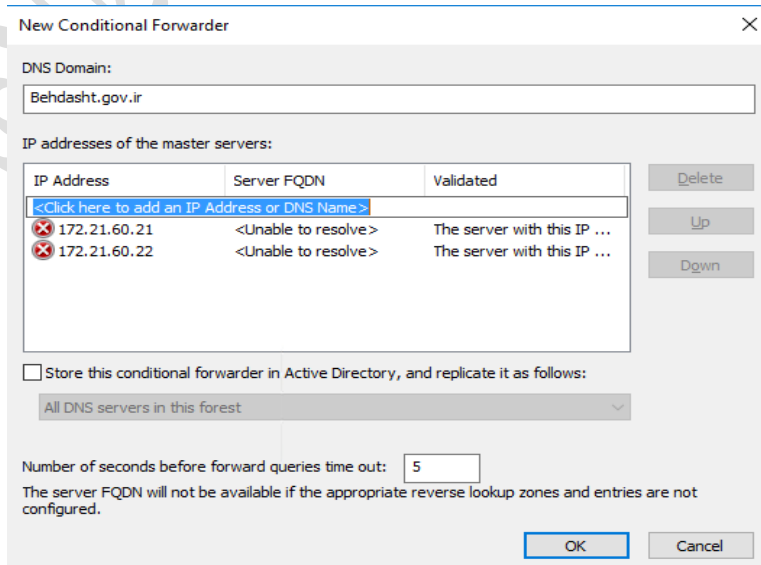 New Conditional Forwarder
DNS Domain:
Behdasht.gov.ir
IP addresses of the master servers:
IP Address Server FQDN Validated
<Click here to add an IP Address or DNS Name>
172.21.60.21 <Unable to resolve> The server with this IP ...
172.21.60.22 <Unable to resolve> The server with this IP ...
Delete
Up
Down
Store this conditional forwarder in Active Directory, and replicate it as follows:
All DNS servers in this forest
Number of seconds before forward queries time out: 5
The server FQDN will not be available if the appropriate reverse lookup zones and entries are not
configured.
OK Cancel